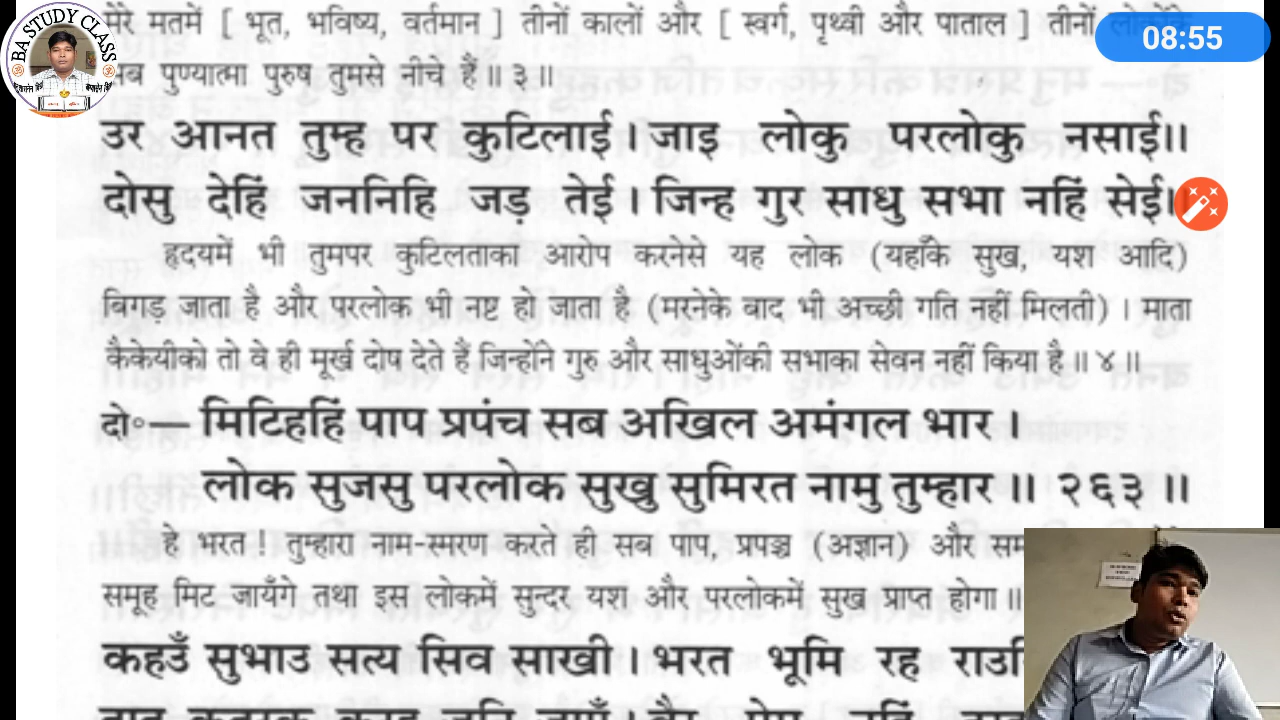 मेरे मतमें [ भूत, भविष्य, वर्तमान ] तीनों कालों और [ स्वर्ग, पृथ्वी और पाताल ] तीनों
08:55
BA STUDY CLASS
सब पुण्यात्मा पुरुष तुमसे नीचे हैं॥ ३॥
उर आनत तुम्ह पर कुटिलाई। जाइ लोकु परलोकु नसाई॥
दोसु देहिं जननिहि जड़ तेई। जिन्ह गुर साधु सभा नहिं सेई॥
हृदयमें भी तुमपर कुटिलताका आरोप करनेसे यह लोक (यहाँके सुख, यश आदि)
बिगड़ जाता है और परलोक भी नष्ट हो जाता है (मरनेके बाद भी अच्छी गति नहीं मिलती)। माता
कैकेयीको तो वे ही मूर्ख दोष देते हैं जिन्होंने गुरु और साधुओंकी सभाका सेवन नहीं किया है॥ ४॥
दो॰— मिटिहहिं पाप प्रपंच सब अखिल अमंगल भार।
लोक सुजसु परलोक सुखु सुमिरत नामु तुम्हार॥ २६३॥
हे भरत! तुम्हारा नाम-स्मरण करते ही सब पाप, प्रपञ्च (अज्ञान) और
समूह मिट जायँगे तथा इस लोकमें सुन्दर यश और परलोकमें सुख प्राप्त होगा॥
कहउँ सुभाउ सत्य सिव साखी। भरत भूमि रह